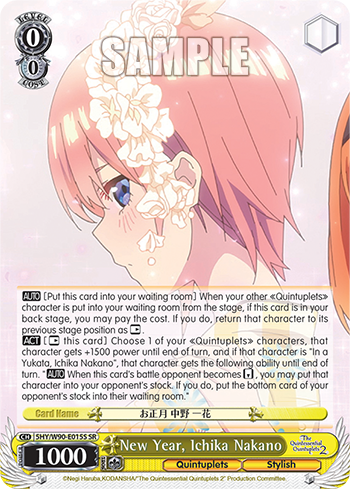 LEVEL
0
0
COST
SAMPLE
AUTO [Put this card into your waiting room] When your other «Quintuplets»
character is put into your waiting room from the stage, if this card is in your
back stage, you may pay the cost. If you do, return that character to its
previous stage position as
ACT [ this card] Choose 1 of your «Quintuplets» characters, that
character gets +1500 power until end of turn, and if that character is "In a
Yukata, Ichika Nakano", that character gets the following ability until end of
turn. "AUTO When this card's battle opponent becomes , you may put that
character into your opponent's stock. If you do, put the bottom card of your
opponent's stock into their waiting room."
Card Name
お正月 中野 一花
CH 5HY/W90-E015S SR
1000
New Year, Ichika Nakano
Quintuplets
Stylish
The Quintessential Quintuplets 2
©Negi Haruba,KODANSHA/"The Quintessential Quintuplets 2" Production Committee.